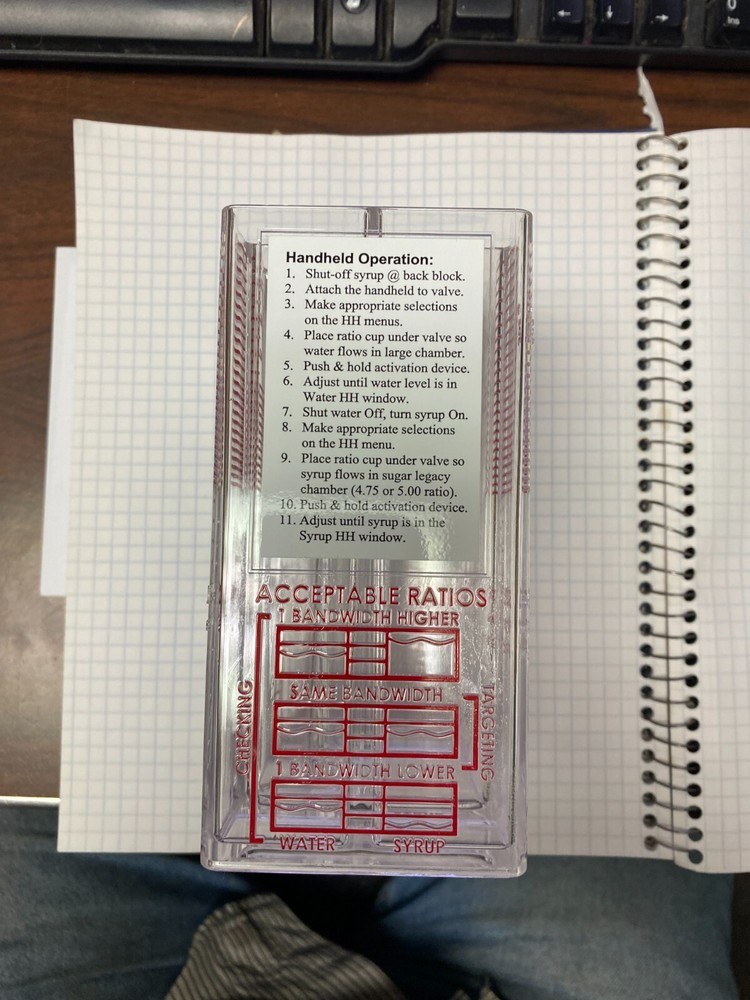 0
Ins
Handheld Operation:
1. Shut-off syrup @ back block.
2. Attach the handheld to valve.
3. Make appropriate selections
on the HH menus.
4. Place ratio cup under valve so
water flows in large chamber.
5. Push & hold activation device.
6. Adjust until water level is in
Water HH window.
7. Shut water Off, turn syrup On.
8. Make appropriate selections
on the HH menu.
9. Place ratio cup under valve so
syrup flows in sugar legacy
chamber (4.75 or 5.00 ratio).
10. Push & hold activation device.
11. Adjust until syrup is in the
Syrup HH window.
ACCEPTABLE RATIOS
1 BANDWIDTH HIGHER
SAME BANDWIDTH
CHECKING
TARGETING
1 BANDWIDTH LOWER
WATER SYRUP